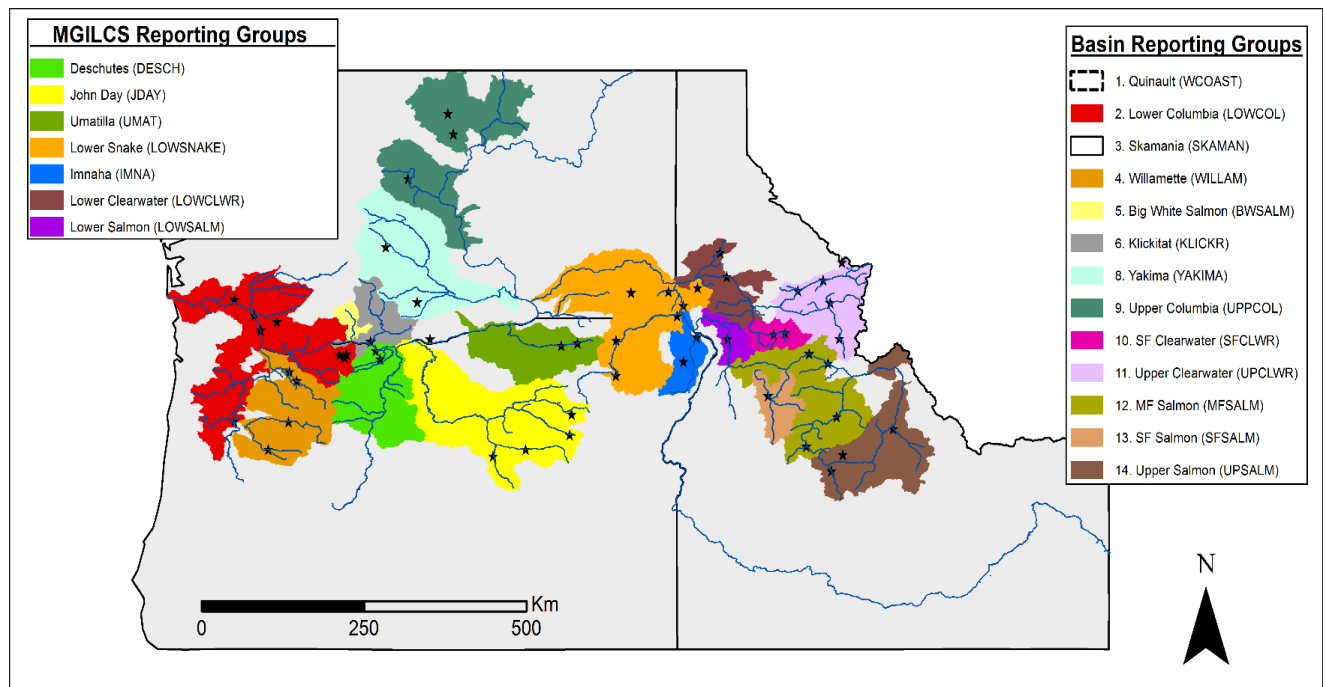 MGILCS Reporting Groups
Deschutes (DESCH)
John Day (JDAY)
Umatilla (UMAT)
Lower Snake (LOWSNAKE)
Imnaha (IMNA)
Lower Clearwater (LOWCLWR)
Lower Salmon (LOWSALM)
Basin Reporting Groups
1. Quinault (WCOAST)
2. Lower Columbia (LOWCOL)
3. Skamania (SKAMAN)
4. Willamette (WILLAM)
5. Big White Salmon (BWSALM)
6. Klickitat (KLICKR)
8. Yakima (YAKIMA)
9. Upper Columbia (UPPCOL)
10. SF Clearwater (SFCLWR)
11. Upper Clearwater (UPCLWR)
12. MF Salmon (MFSALM)
13. SF Salmon (SFSALM)
14. Upper Salmon (UPSALM)
N
Km
0 250 500